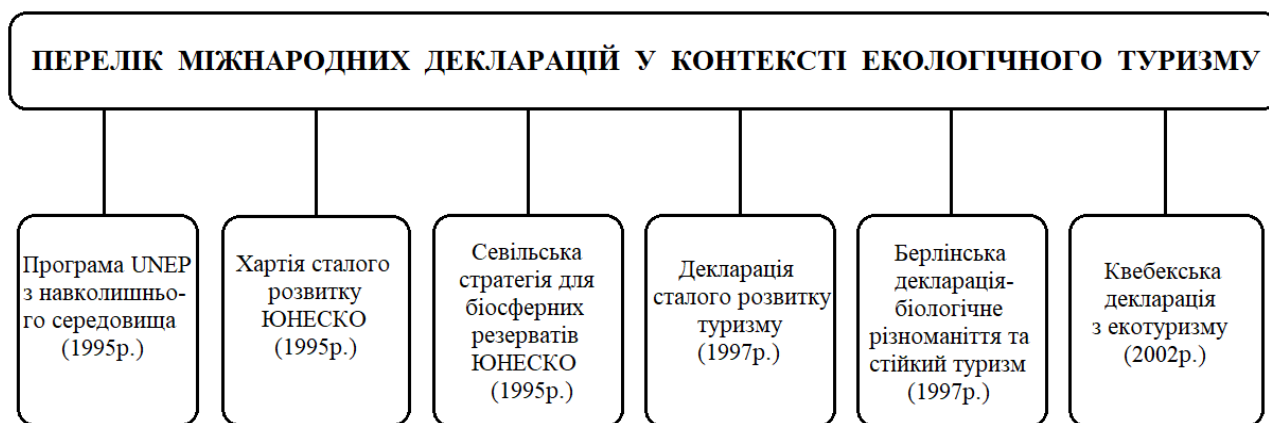 ПЕРЕЛІК МІЖНАРОДНИХ ДЕКЛАРАЦІЙ У КОНТЕКСТІ ЕКОЛОГІЧНОГО ТУРИЗМУ
Програма UNEP
з навколишньо-
го середовища
(1995р.)
Хартія сталого
розвитку
ЮНЕСКО
(1995р.)
Севільська
стратегія для
біосферних
резерватів
ЮНЕСКО
(1995р.)
Декларація
сталого розвитку
туризму
(1997р.)
Берлінська
декларація-
біологічне
різноманіття та
стійкий туризм
(1997р.)
Квебекська
декларація
з екотуризму
(2002р.)